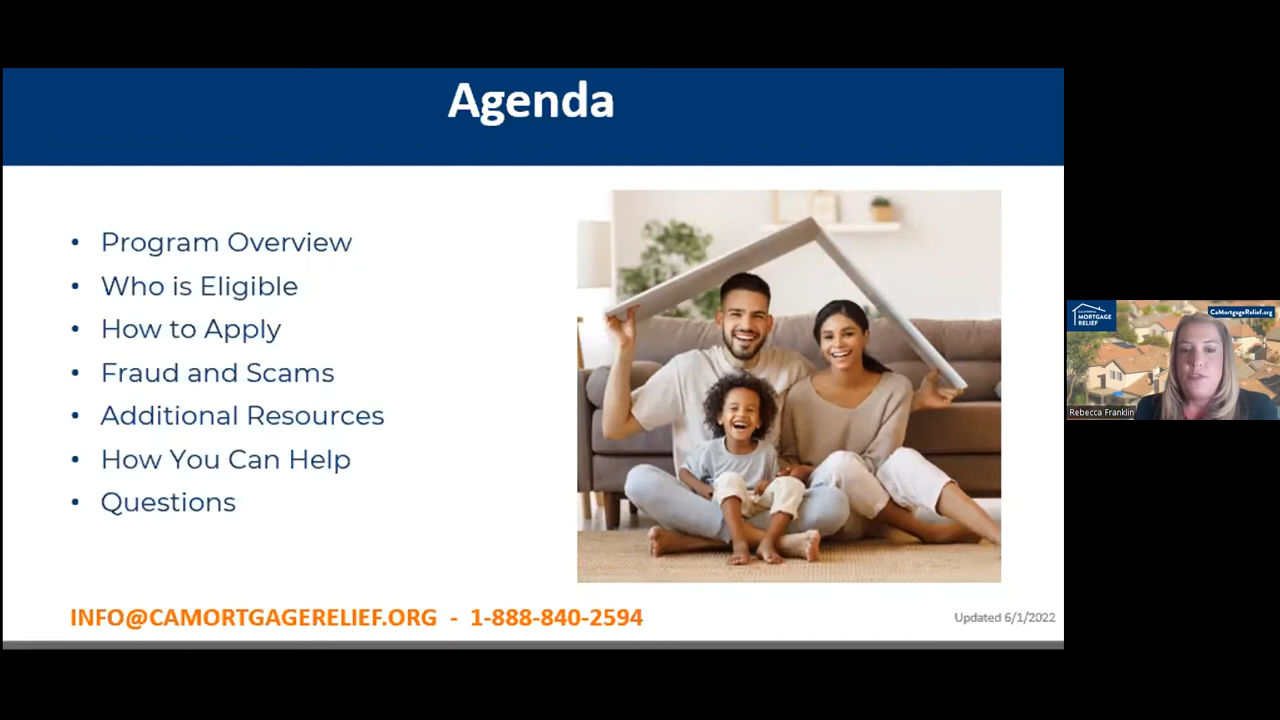 Agenda
• Program Overview
• Who is Eligible
• How to Apply
• Fraud and Scams
• Additional Resources
• How You Can Help
• Questions
INFO@CAMORTGAGERELIEF.ORG - 1-888-840-2594
Updated 6/1/2022
CALIFORNIA
MORTGAGE
RELIEF
CaMortgageRelief.org
Rebecca Franklin